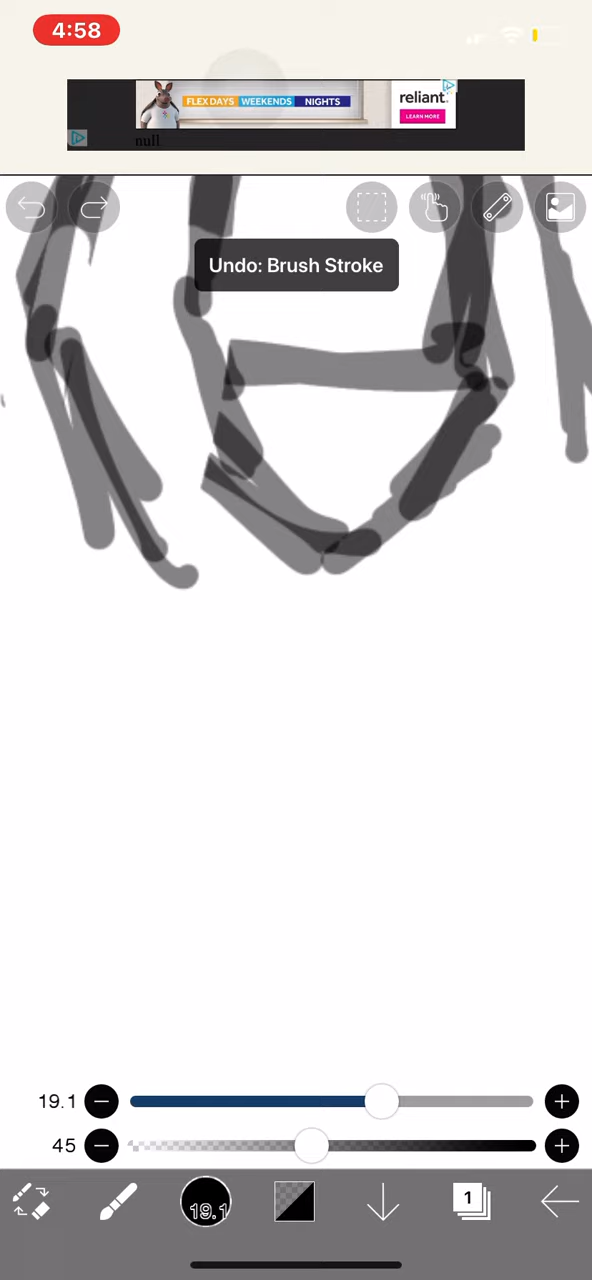 4:58
FLEX DAYS WEEKENDS NIGHTS
reliant.
LEARN MORE
null
Undo: Brush Stroke
19.1
45
19.1
1